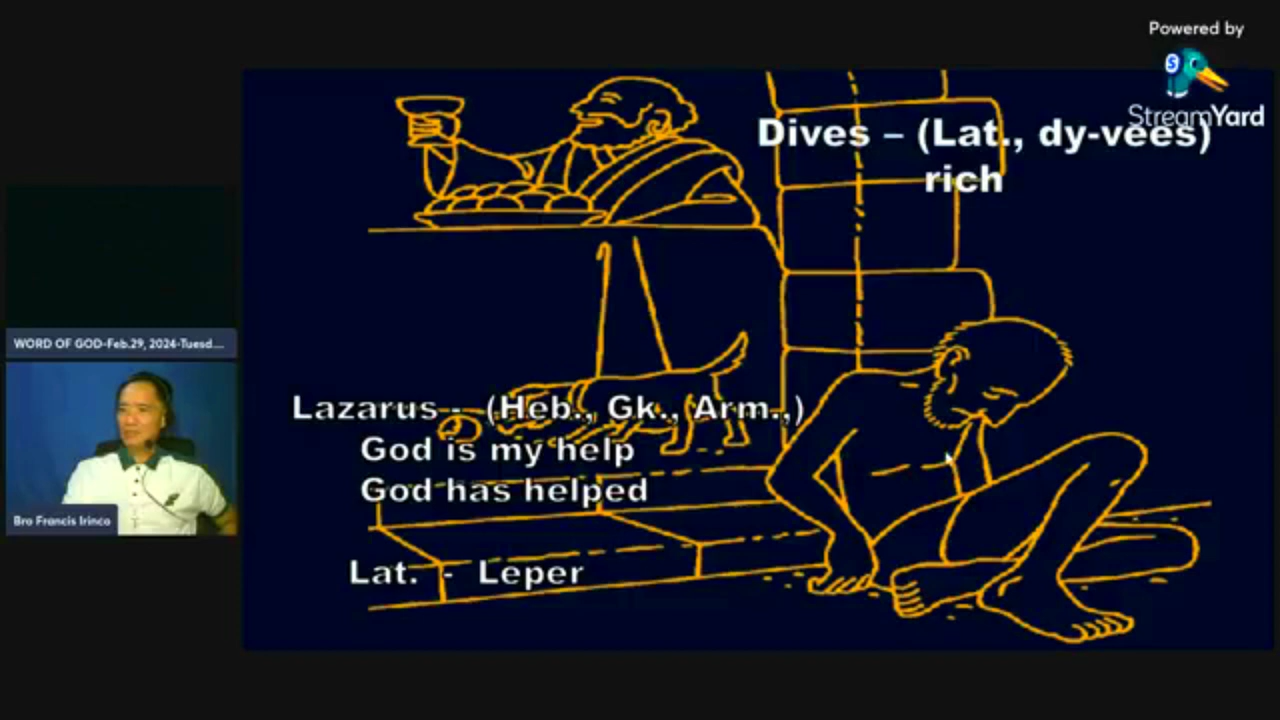 Powered by
StreamYard
Dives – (Lat., dy-vees)
rich
WORD OF GOD-Feb.29, 2024-Tuesd...
Lazarus - (Heb., Gk., Arm.,)
God is my help
God has helped
Bro Francis Irinco
Lat. - Leper